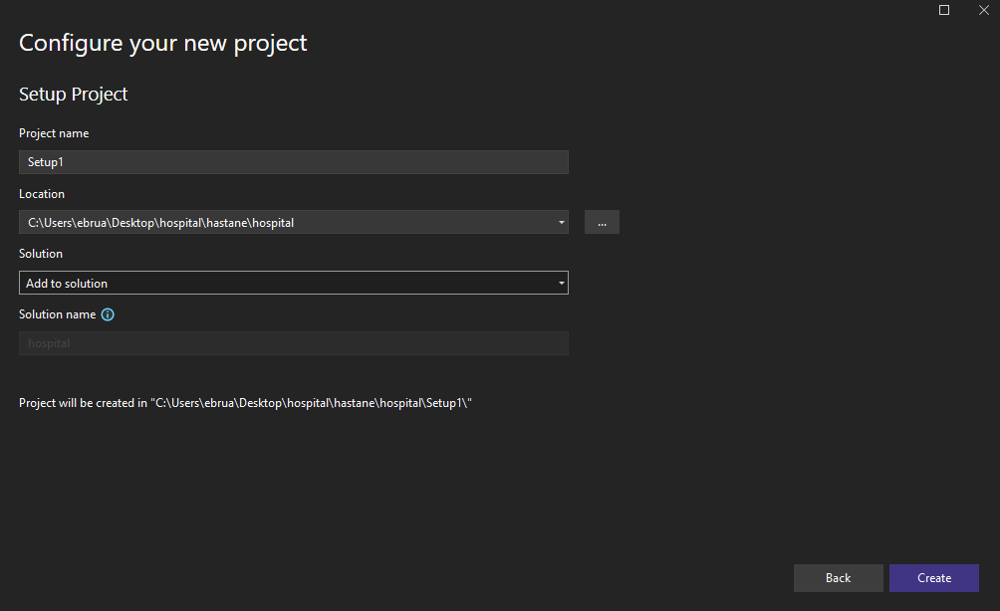 Configure your new project
Setup Project
Project name
Setup1
Location
C:\Users\ebrua\Desktop\hospital\hastane\hospital
...
Solution
Add to solution
Solution name
hospital
Project will be created in "C:\Users\ebrua\Desktop\hospital\hastane\hospital\Setup1\"
Back
Create